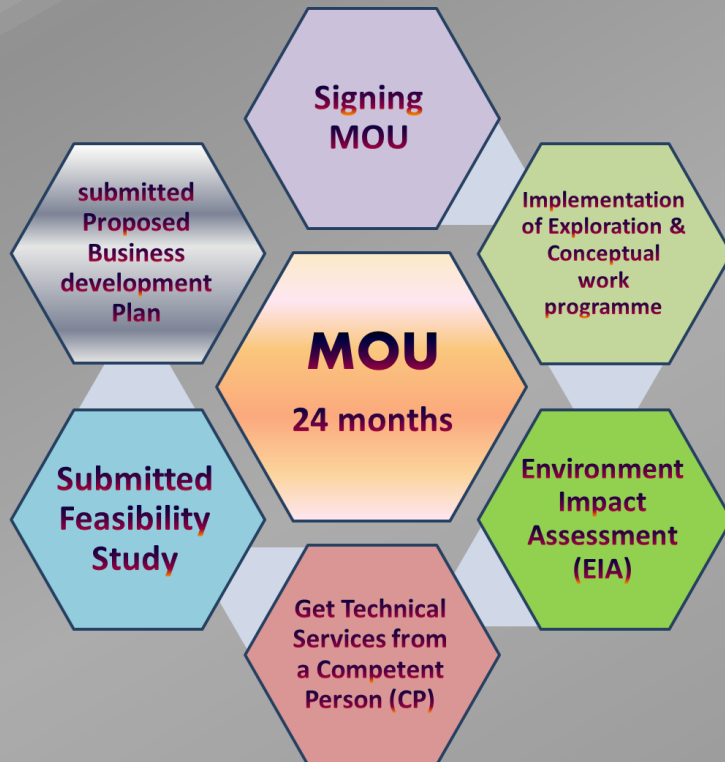 Signing
MOU
Implementation
of Exploration &
Conceptual
work
programme
Environment
Impact
Assessment
(EIA)
Get Technical
Services from
a Competent
Person (CP)
Submitted
Feasibility
Study
submitted
Proposed
Business
development
Plan
MOU
24 months